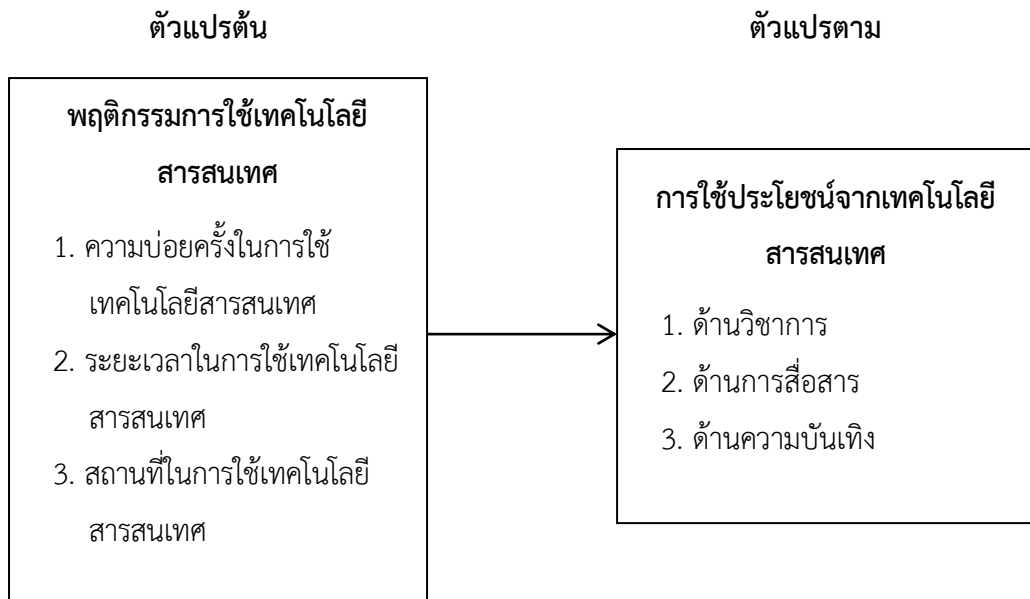 ตัวแปรต้น
ตัวแปรตาม
พฤติกรรมการใช้เทคโนโลยี
สารสนเทศ
1. ความบ่อยครั้งในการใช้
เทคโนโลยีสารสนเทศ
2. ระยะเวลาในการใช้เทคโนโลยี
สารสนเทศ
3. สถานที่ในการใช้เทคโนโลยี
สารสนเทศ
การใช้ประโยชน์จากเทคโนโลยี
สารสนเทศ
1. ด้านวิชาการ
2. ด้านการสื่อสาร
3. ด้านความบันเทิง